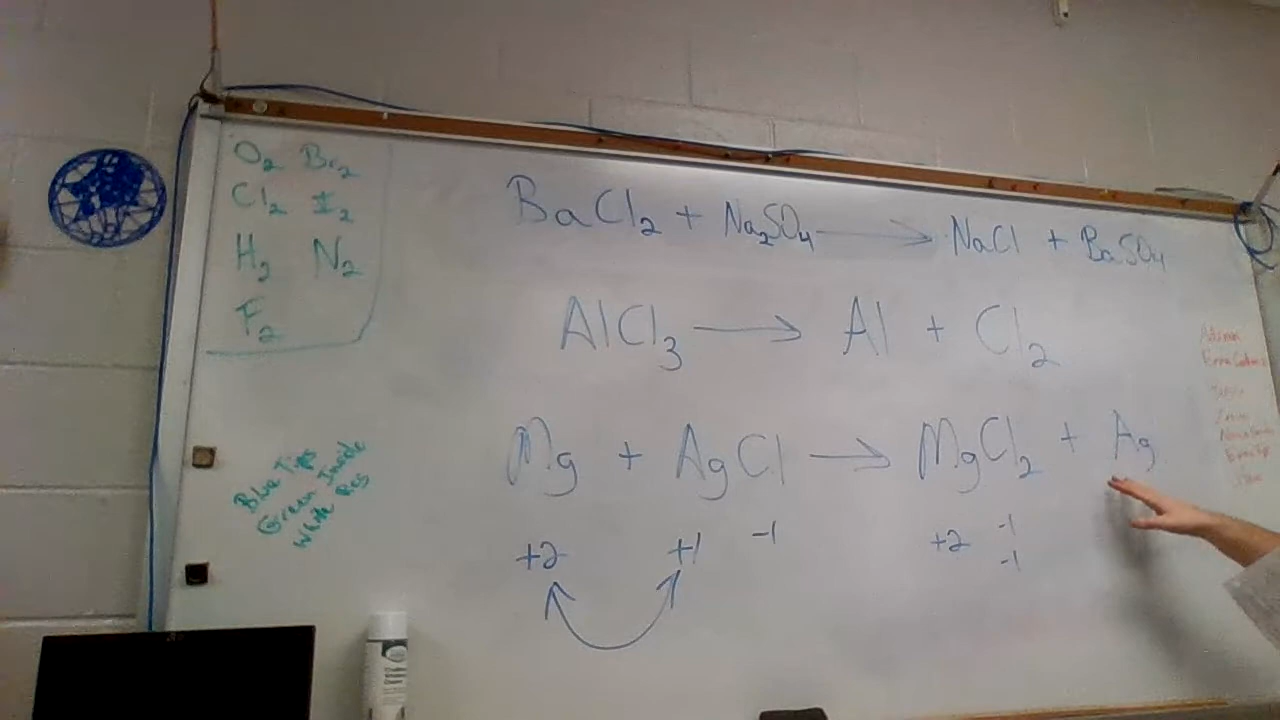 O₂ Br₂
Cl₂ I₂
H₂ N₂
F₂
BaCl₂ + Na₂SO₄ → NaCl + BaSO₄
AlCl₃ → Al + Cl₂
Mg + AgCl → MgCl₂ + Ag
+2 +1 -1 +2 -1
-1
Blue Tips
Green Inside
White Res